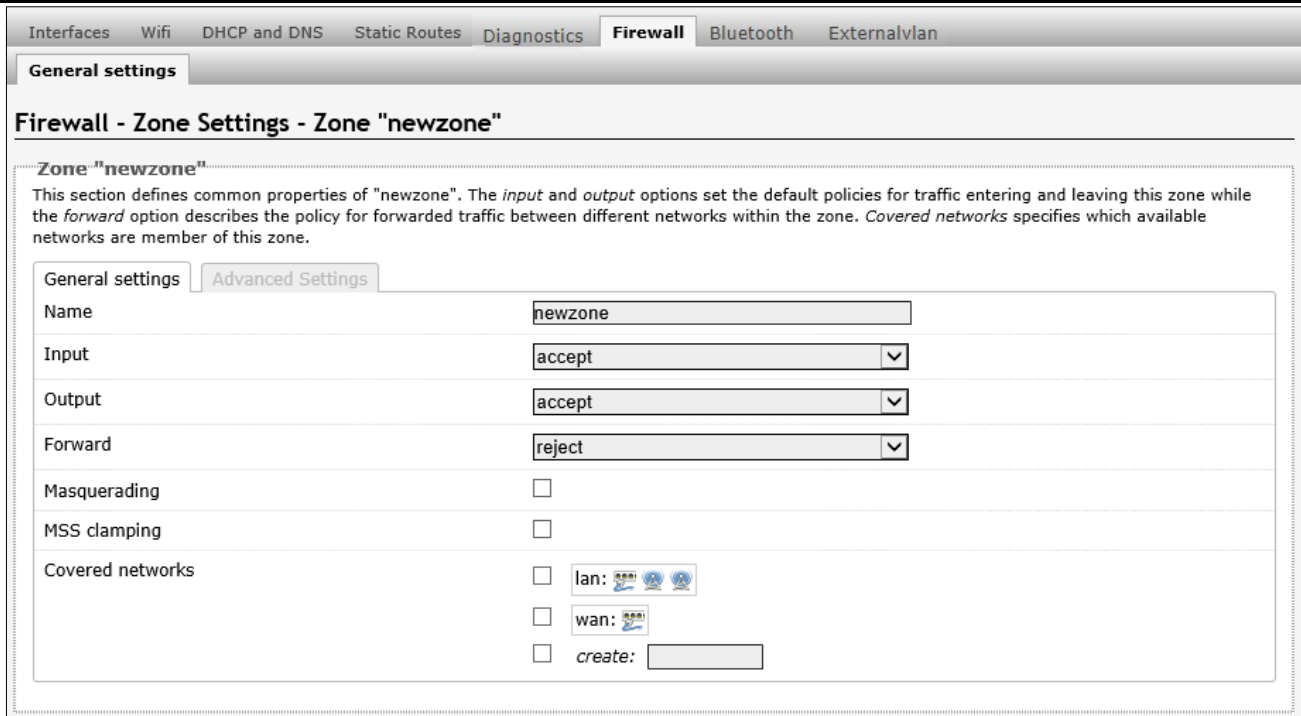 Interfaces Wifi DHCP and DNS Static Routes Diagnostics Firewall Bluetooth Externalvlan
General settings
Firewall - Zone Settings - Zone "newzone"
Zone "newzone"
This section defines common properties of "newzone". The input and output options set the default policies for traffic entering and leaving this zone while
the forward option describes the policy for forwarded traffic between different networks within the zone. Covered networks specifies which available
networks are member of this zone.
General settings Advanced Settings
Name newzone
Input accept
Output accept
Forward reject
Masquerading
MSS clamping
Covered networks lan:
wan:
create: